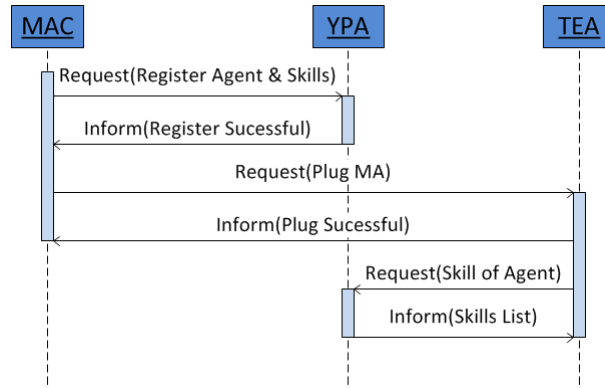 MAC YPA TEA
Request(Register Agent & Skills)
Inform(Register Sucessful)
Request(Plug MA)
Inform(Plug Sucessful)
Request(Skill of Agent)
Inform(Skills List)